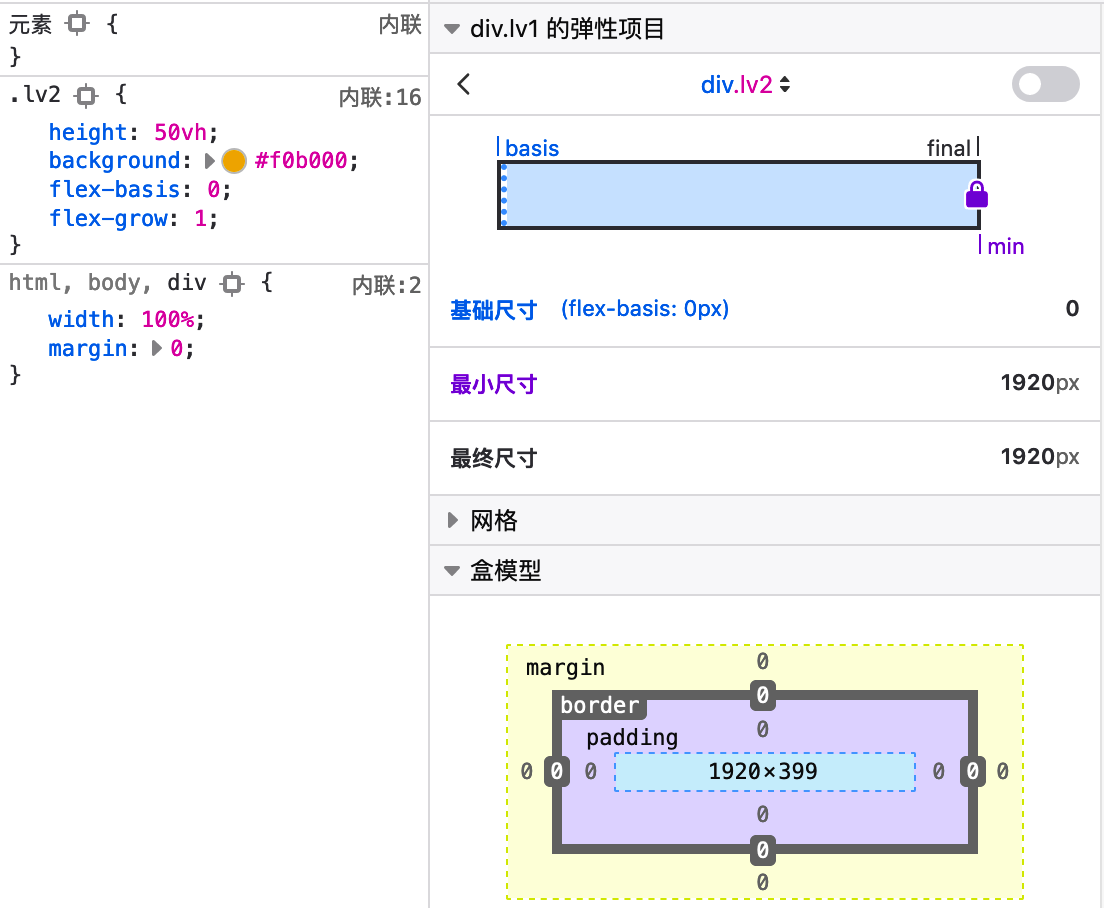 元素 {
内联
}
.lv2 {
内联:16
height: 50vh;
background: #f0b000;
flex-basis: 0;
flex-grow: 1;
}
html, body, div {
内联:2
width: 100%;
margin: 0;
}
div.lv1 的弹性项目
div.lv2
basis
final
min
基础尺寸 (flex-basis: 0px) 0
最小尺寸 1920px
最终尺寸 1920px
网格
盒模型
margin
0
border
0
padding
0
0 0 0 1920×399 0 0 0
0
0
0